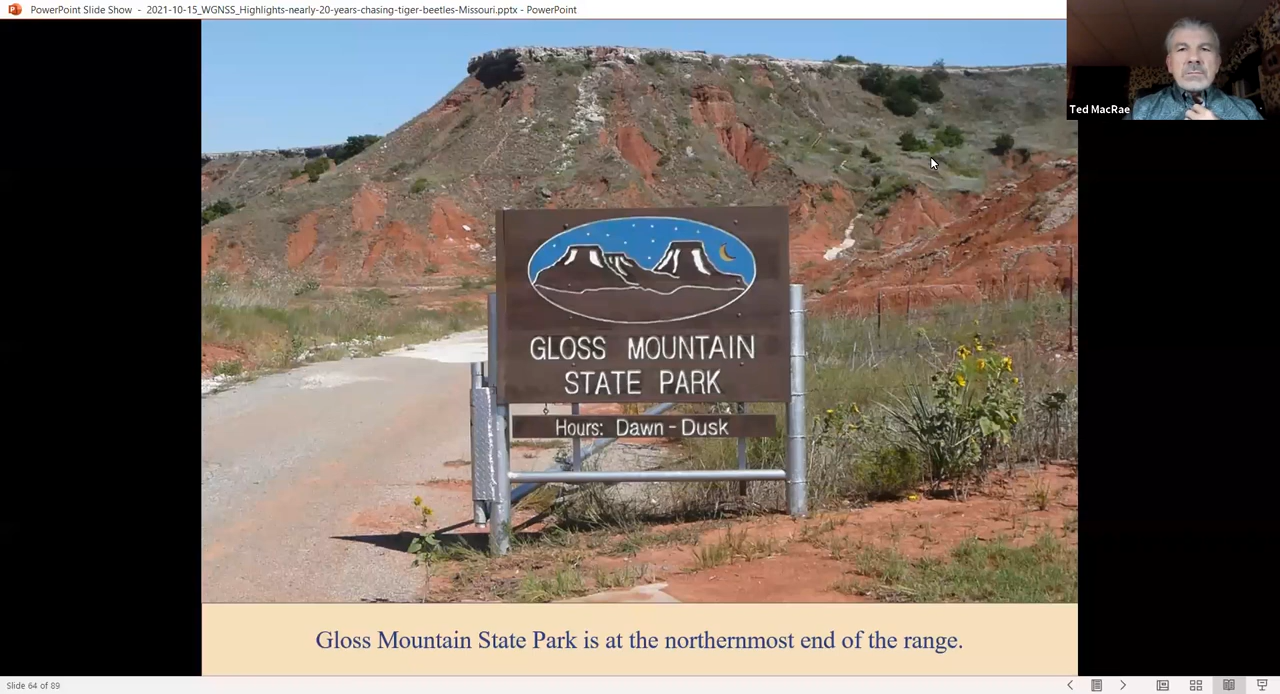 PowerPoint Slide Show - 2021-10-15_WGNSS_Highlights-nearly-20-years-chasing-tiger-beetles-Missouri.pptx - PowerPoint
Ted MacRae
GLOSS MOUNTAIN
STATE PARK
Hours: Dawn - Dusk
Gloss Mountain State Park is at the northernmost end of the range.
Slide 64 of 89